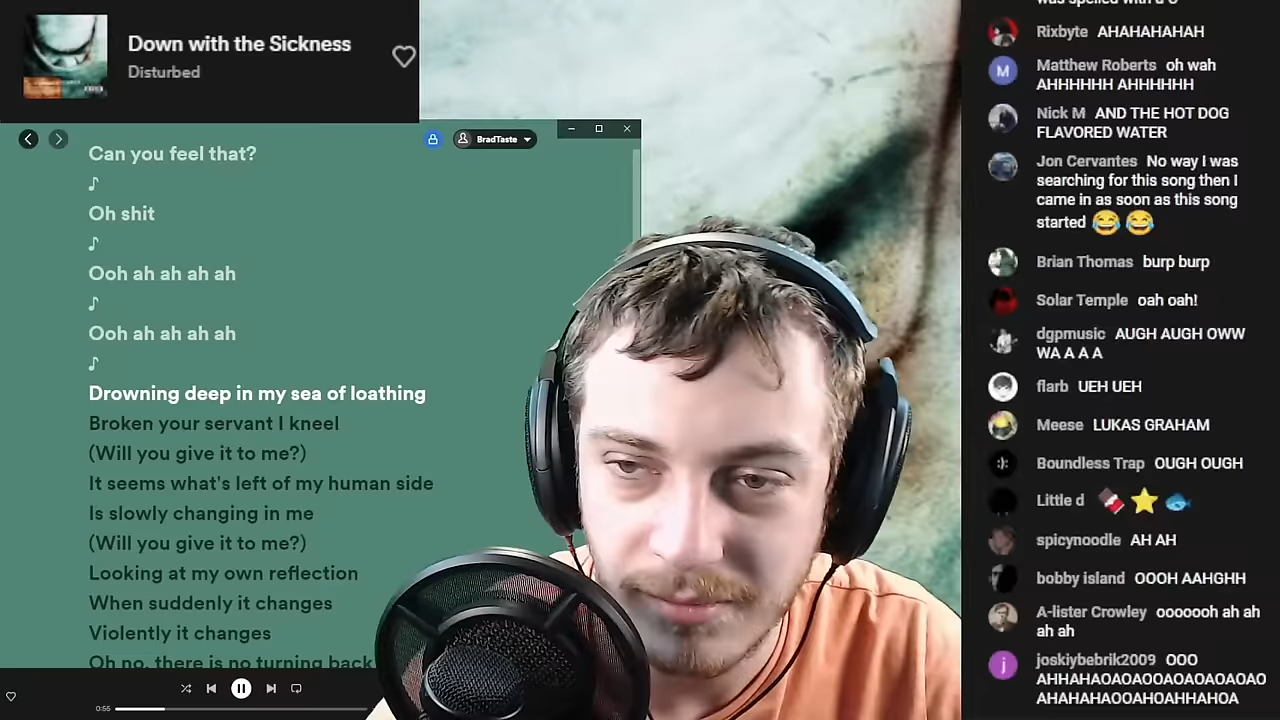 Down with the Sickness
Disturbed
BradTaste
Can you feel that?
♪
Oh shit
♪
Ooh ah ah ah ah
♪
Ooh ah ah ah ah
♪
Drowning deep in my sea of loathing
Broken your servant I kneel
(Will you give it to me?)
It seems what's left of my human side
Is slowly changing in me
(Will you give it to me?)
Looking at my own reflection
When suddenly it changes
Violently it changes
Oh no, there is no turning back
0:55
was spelled with a
Rixbyte AHAHAHAHAH
Matthew Roberts oh wah
AHHHHHH AHHHHHH
Nick M AND THE HOT DOG
FLAVORED WATER
Jon Cervantes No way I was
searching for this song then I
came in as soon as this song
started 😂 😂
Brian Thomas burp burp
Solar Temple oah oah!
dgpmusic AUGH AUGH OWW
WA A A A
flarb UEH UEH
Meese LUKAS GRAHAM
Boundless Trap OUGH OUGH
Little d 🍫 ⭐ 🐟
spicynoodle AH AH
bobby island OOOH AAHGHH
A-lister Crowley ooooooh ah ah
ah ah
joskiybebrik2009 OOO
AHHAHAOAOAOOAOAOAOAOAO
AHAHAHAOOAHOAHHAHOA